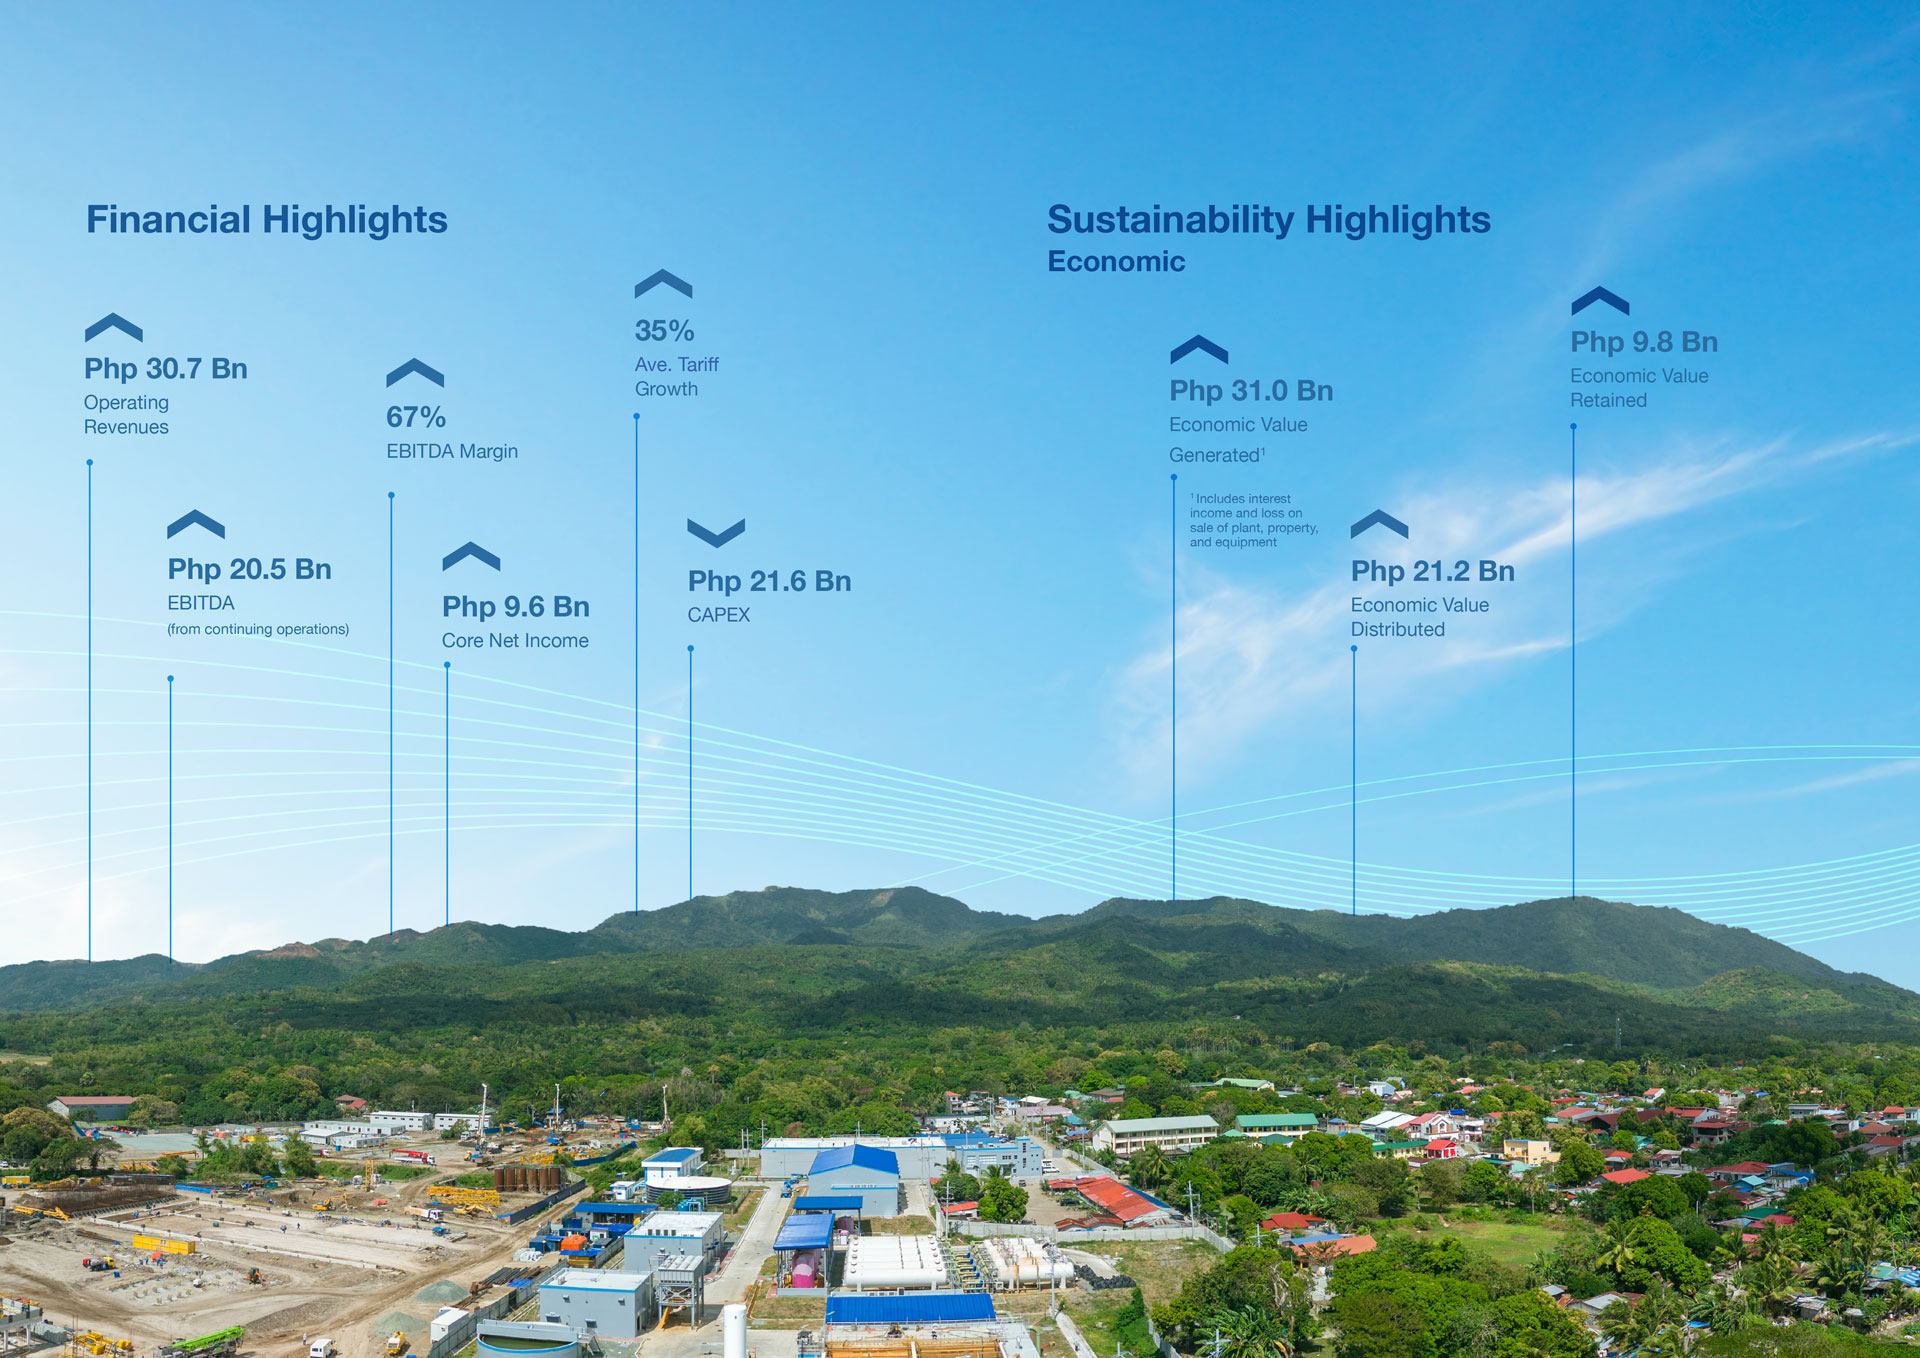 Financial Highlights
Php 30.7 Bn
Operating
Revenues
Php 20.5 Bn
EBITDA
(from continuing operations)
67%
EBITDA Margin
Php 9.6 Bn
Core Net Income
35%
Ave. Tariff
Growth
Php 21.6 Bn
CAPEX
Sustainability Highlights
Economic
Php 31.0 Bn
Economic Value
Generated¹
¹ Includes interest
income and loss on
sale of plant, property,
and equipment
Php 21.2 Bn
Economic Value
Distributed
Php 9.8 Bn
Economic Value
Retained